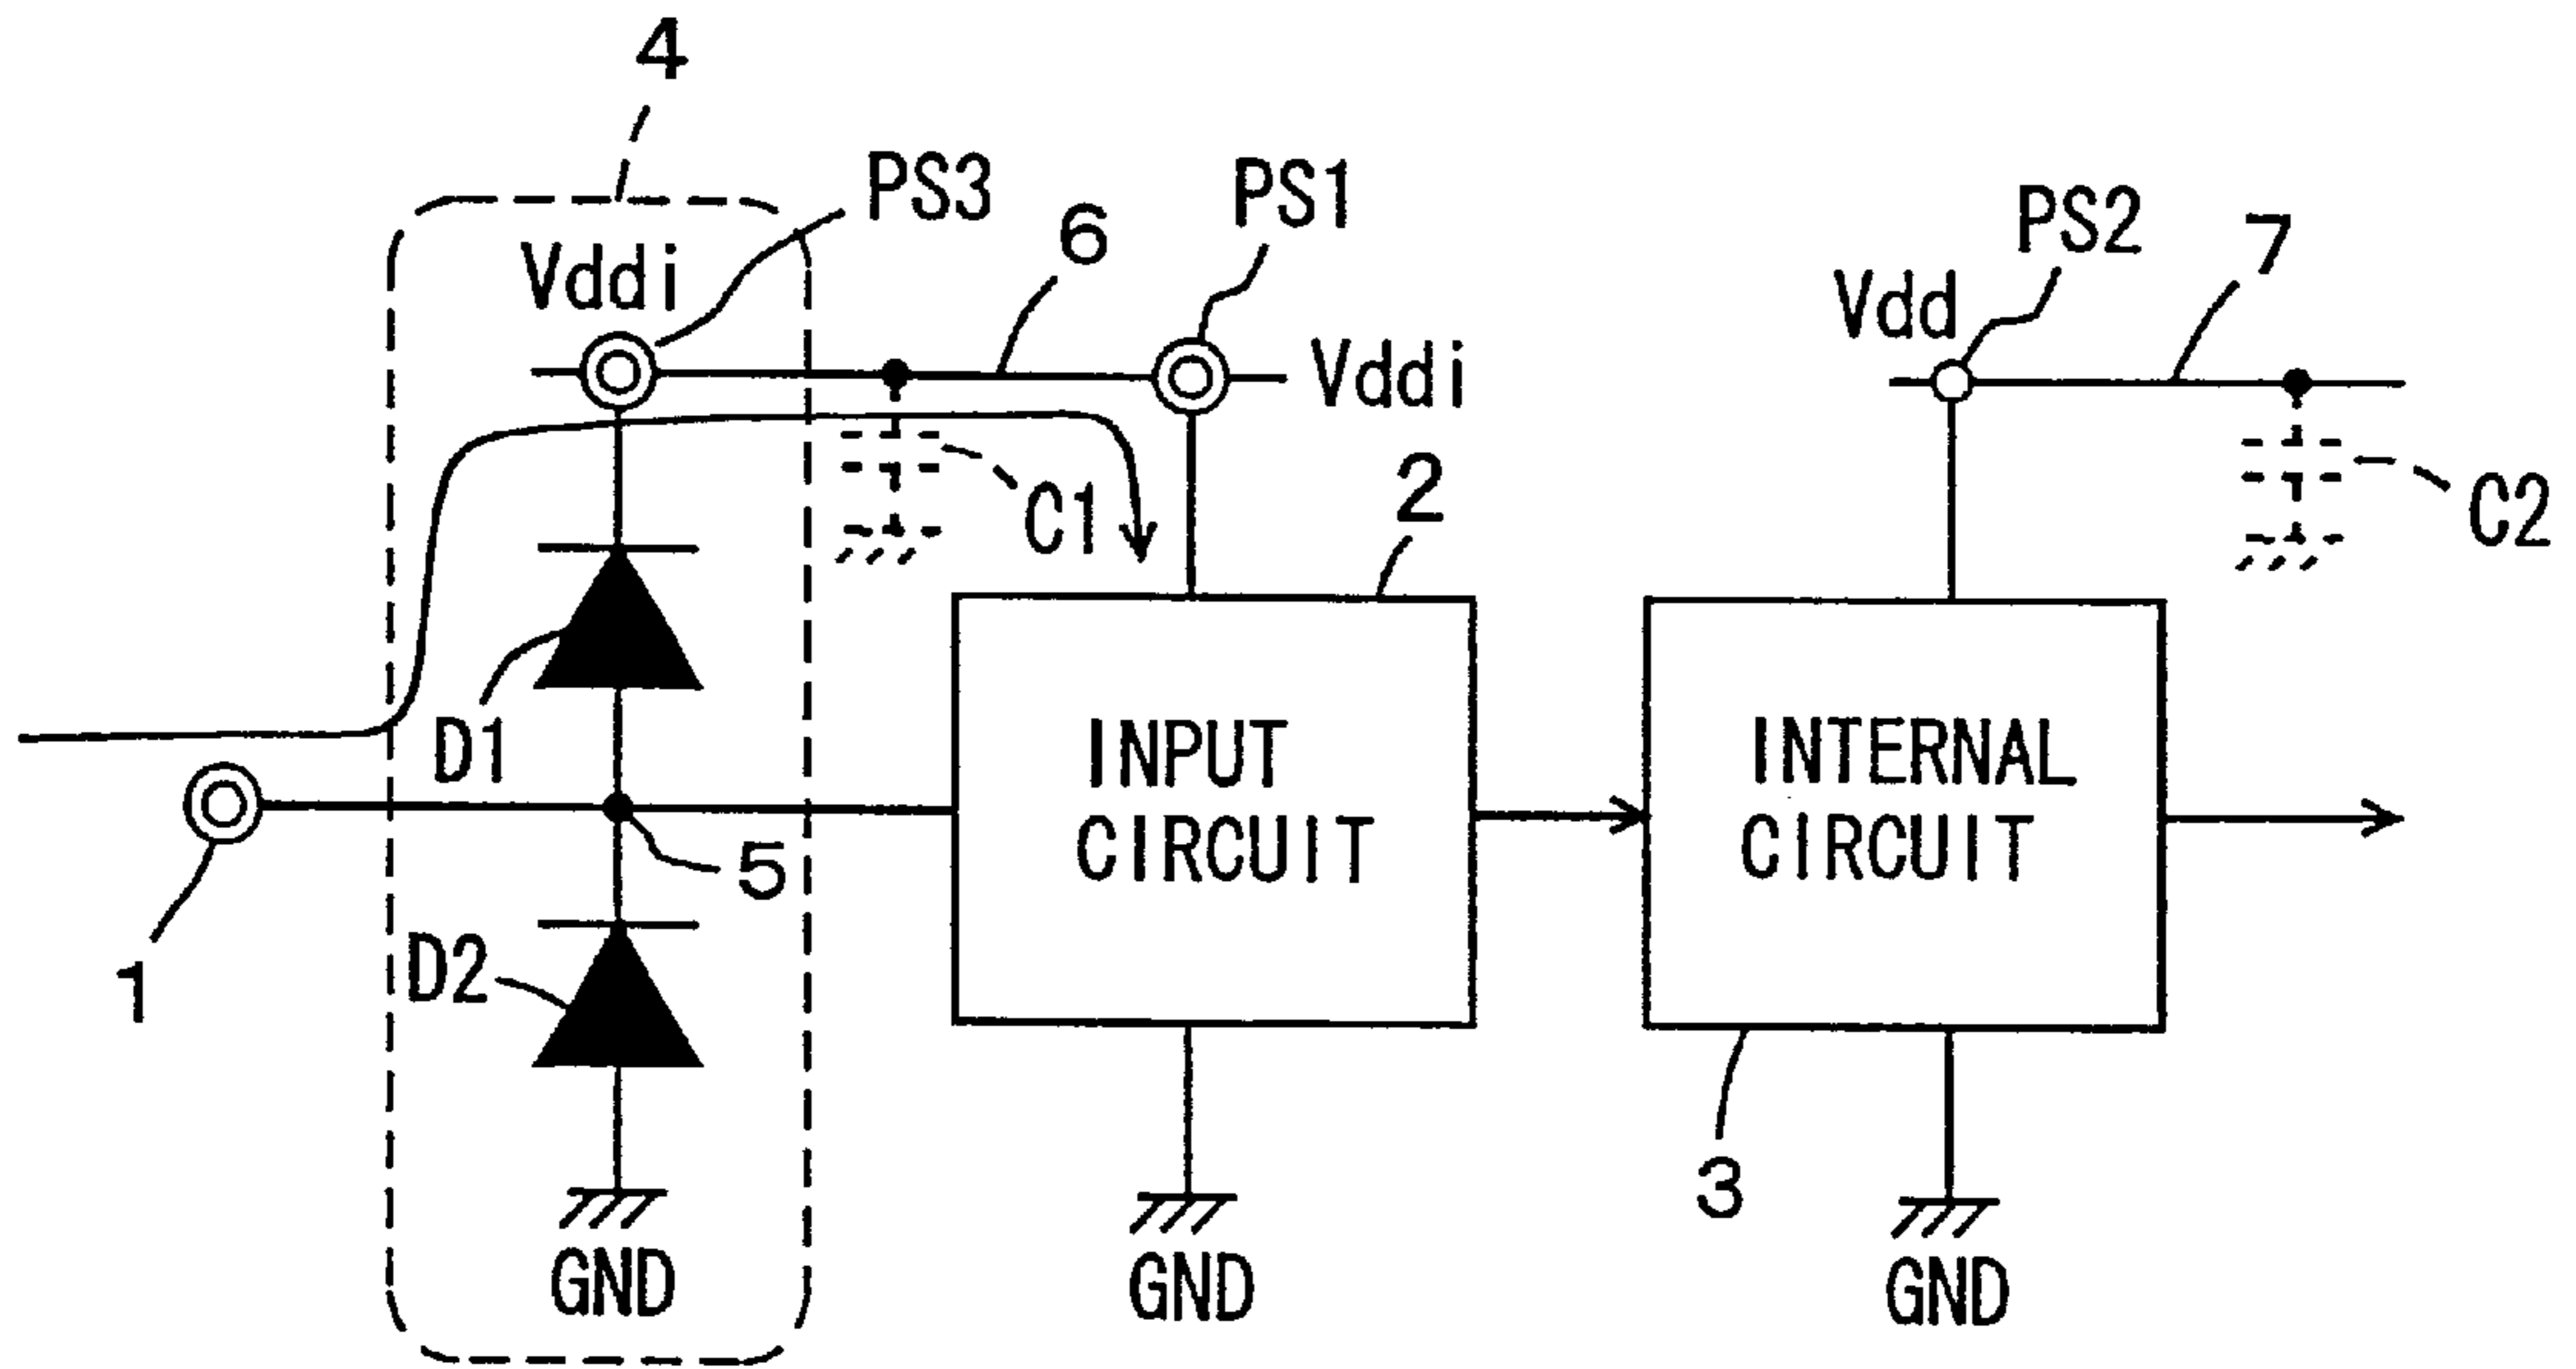 4
PS3
PS1
6
PS2
7
Vddi
Vdd
Vddi
C1
2
C2
D1
INPUT
CIRCUIT
INTERNAL
CIRCUIT
5
D2
1
3
GND
GND
GND